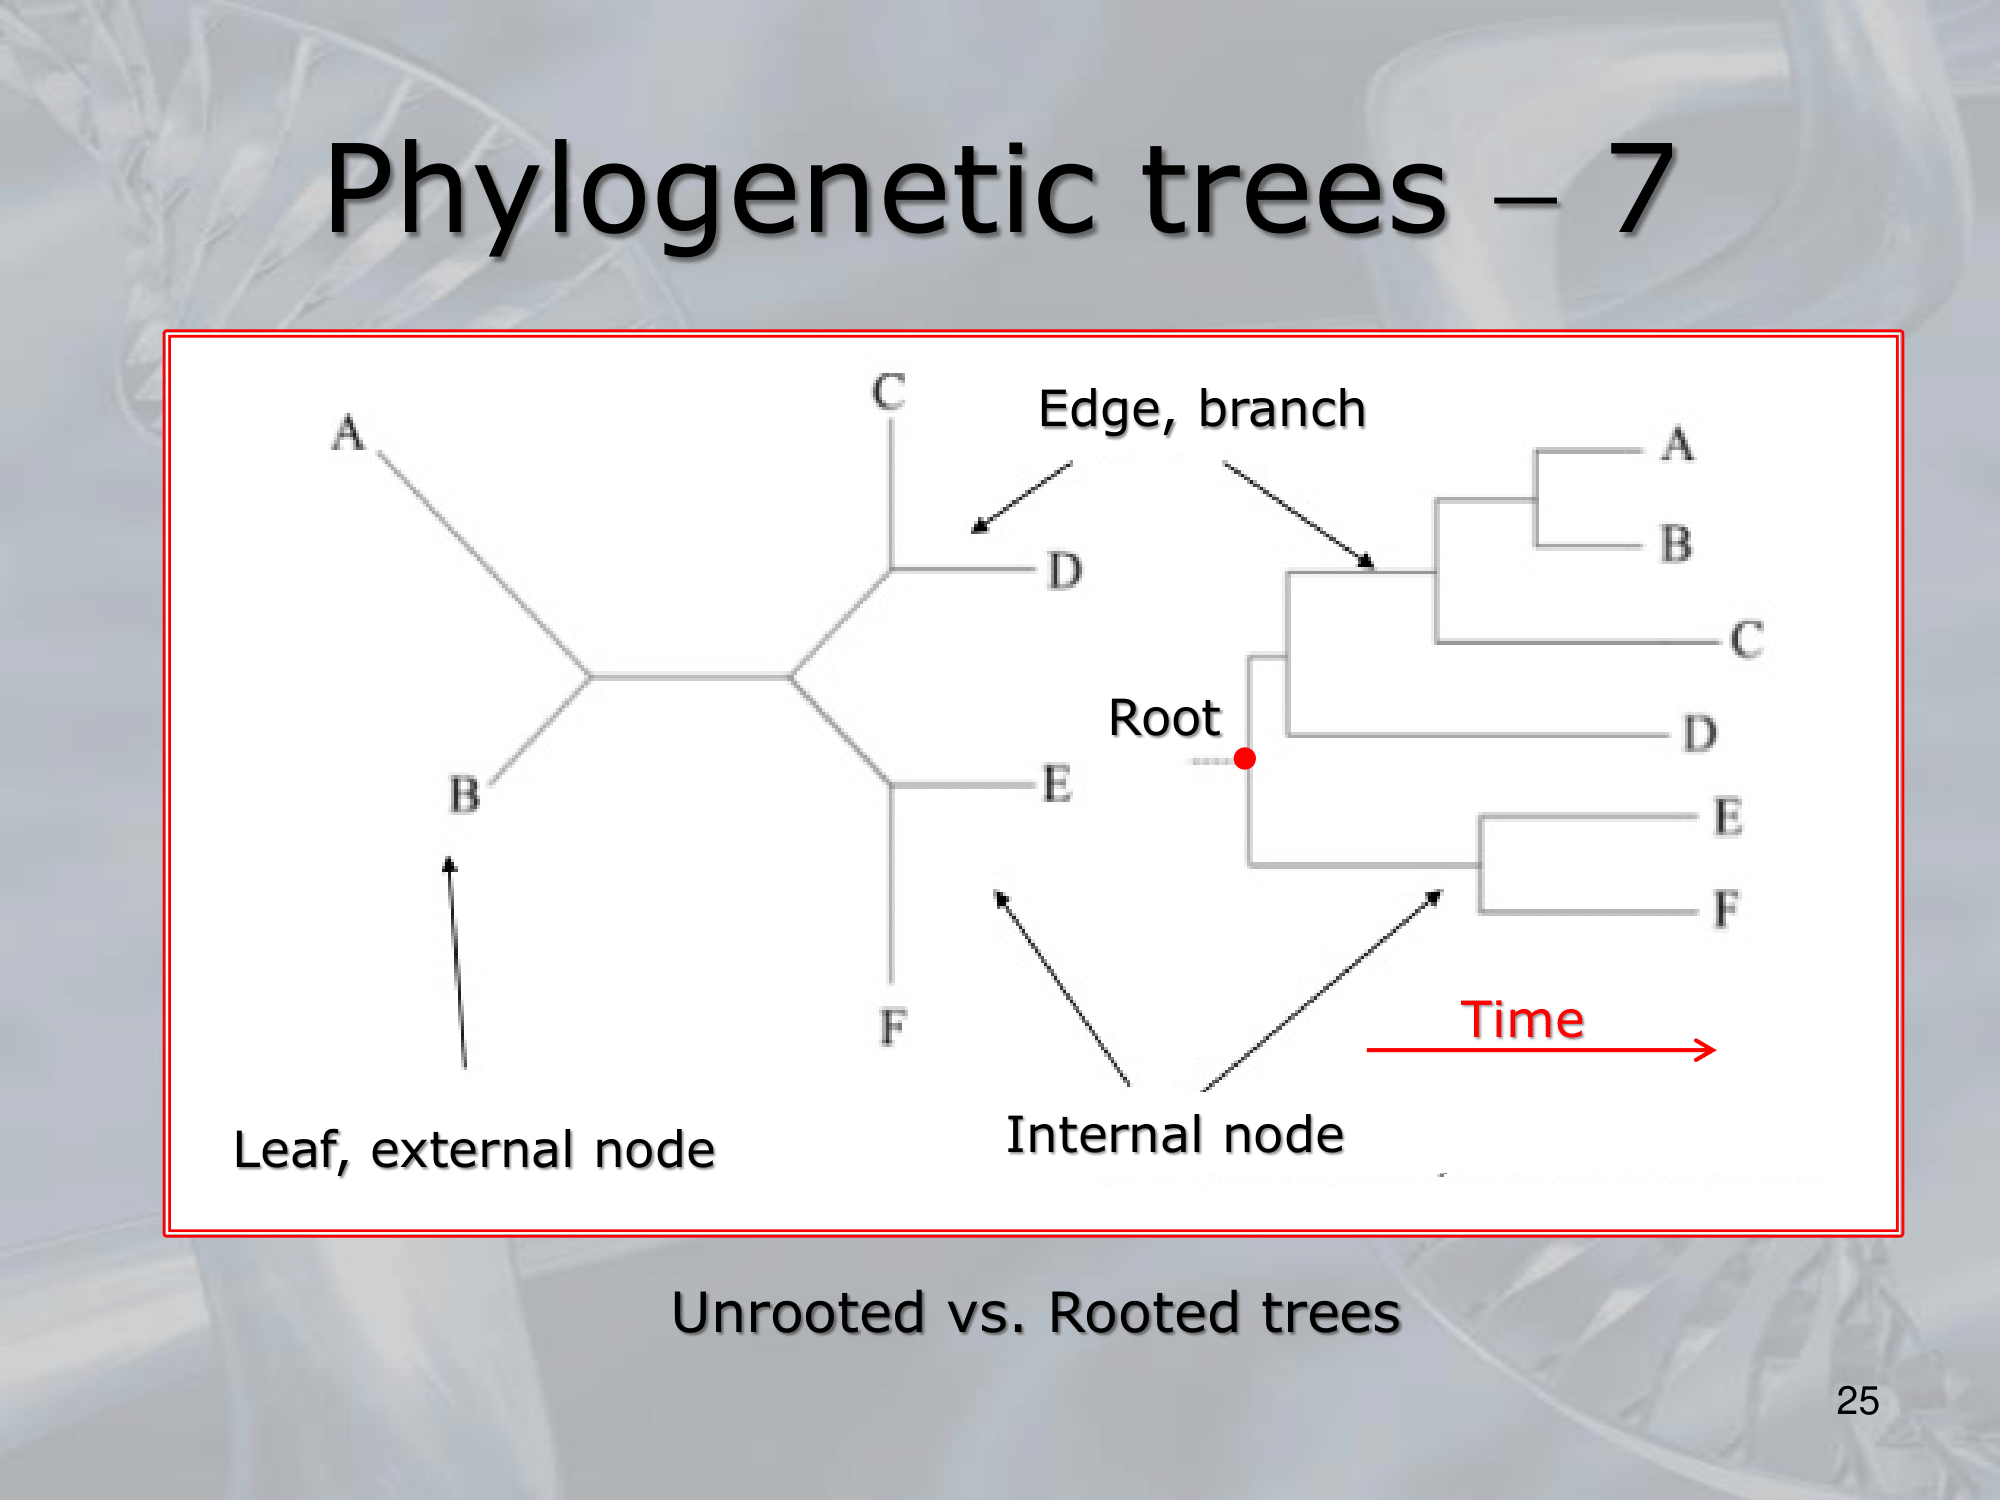 Phylogenetic trees – 7
C
Edge, branch
A
A
B
D
C
Root
D
B
E
E
F
F
Time
Leaf, external node
Internal node
Unrooted vs. Rooted trees
25